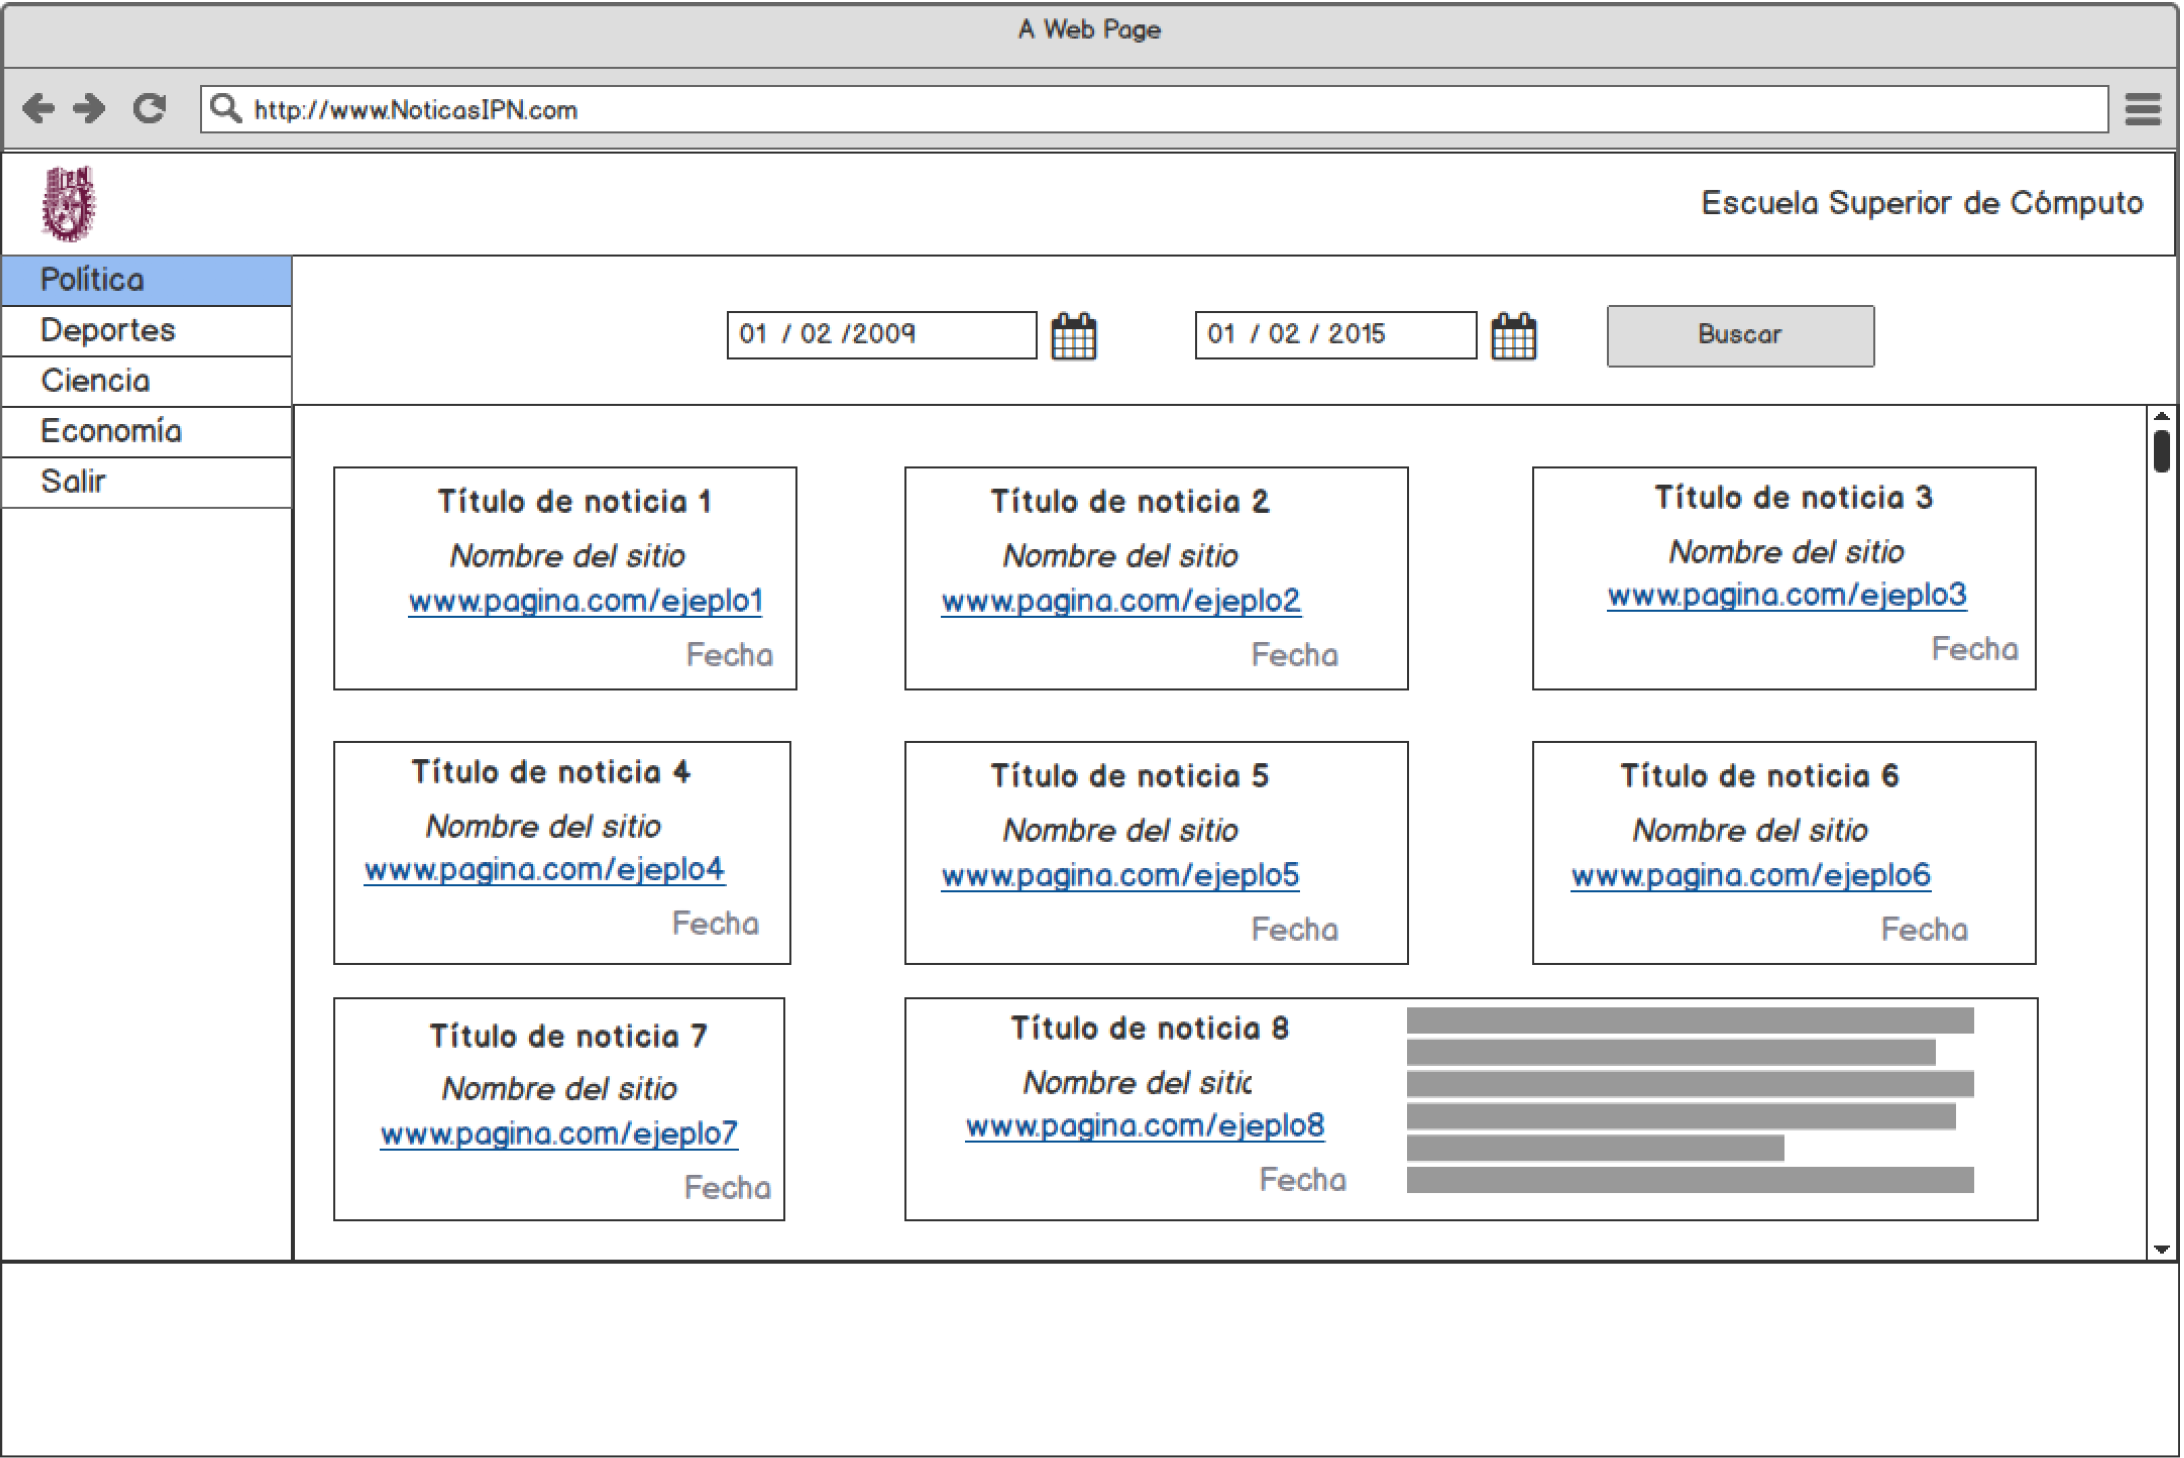 A Web Page
http://www.NoticasIPN.com
IPN
Escuela Superior de Cómputo
Política
Deportes
Ciencia
Economía
Salir
01 / 02 /2009
01 / 02 / 2015
Buscar
Título de noticia 1
Nombre del sitio
www.pagina.com/ejeplo1
Fecha
Título de noticia 2
Nombre del sitio
www.pagina.com/ejeplo2
Fecha
Título de noticia 3
Nombre del sitio
www.pagina.com/ejeplo3
Fecha
Título de noticia 4
Nombre del sitio
www.pagina.com/ejeplo4
Fecha
Título de noticia 5
Nombre del sitio
www.pagina.com/ejeplo5
Fecha
Título de noticia 6
Nombre del sitio
www.pagina.com/ejeplo6
Fecha
Título de noticia 7
Nombre del sitio
www.pagina.com/ejeplo7
Fecha
Título de noticia 8
Nombre del sitio
www.pagina.com/ejeplo8
Fecha